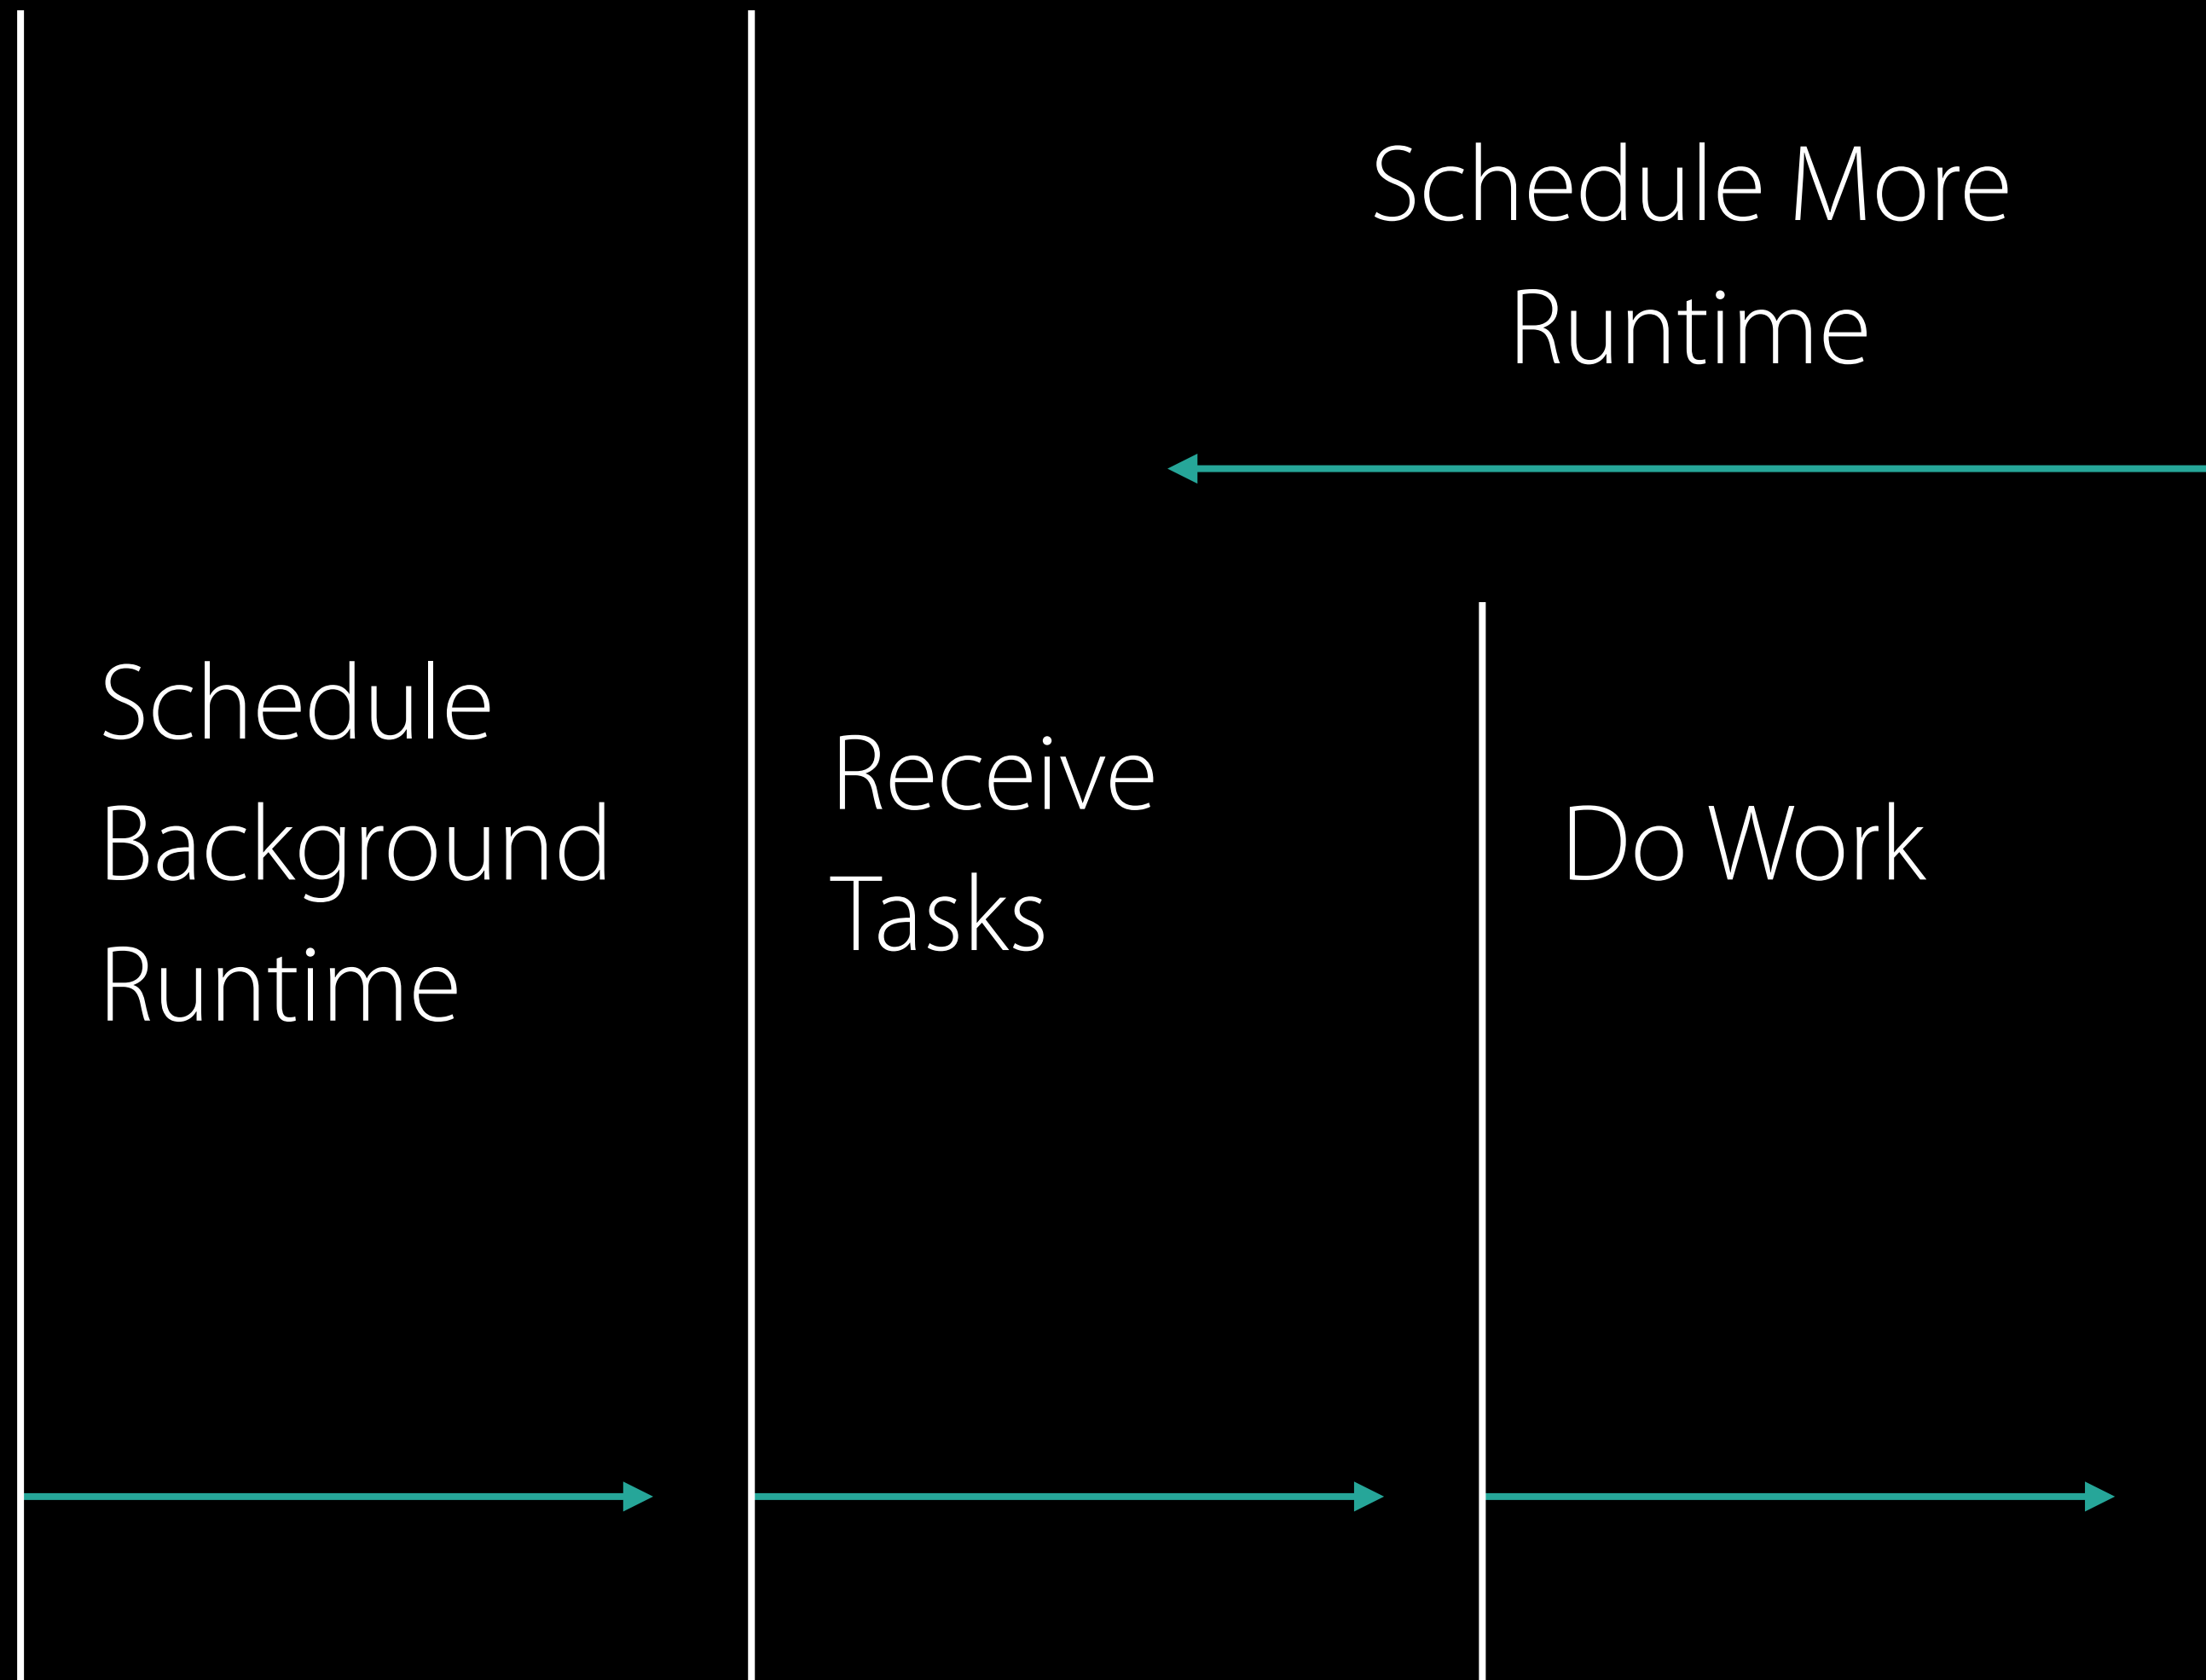 Schedule More
Runtime
Schedule
Background
Runtime
Receive
Tasks
Do Work